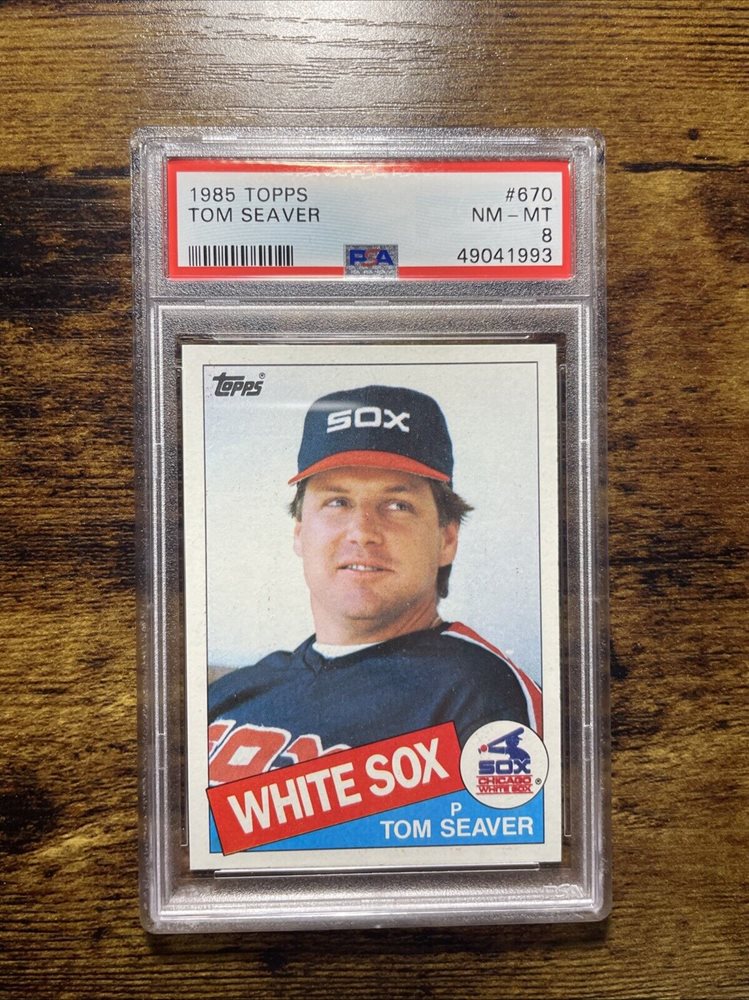 1985 TOPPS #670
TOM SEAVER NM - MT
8
PSA 49041993
Topps®
SOX
SOX
CHICAGO
WHITE SOX
®
WHITE SOX
P
TOM SEAVER